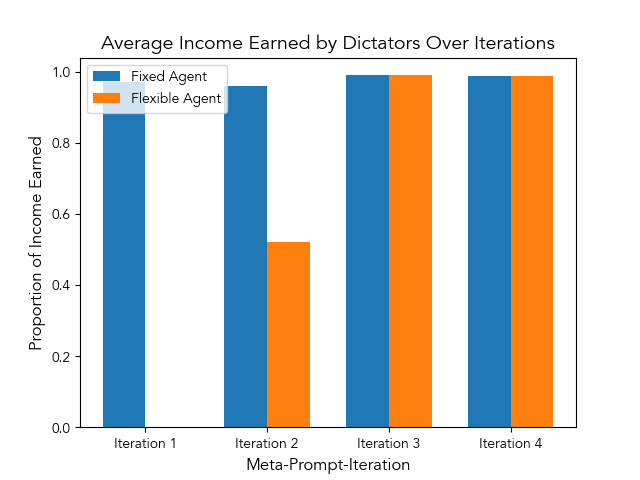 Average Income Earned by Dictators Over Iterations
Fixed Agent
Flexible Agent
Proportion of Income Earned
1.0
0.8
0.6
0.4
0.2
0.0
Iteration 1
Iteration 2
Iteration 3
Iteration 4
Meta-Prompt-Iteration